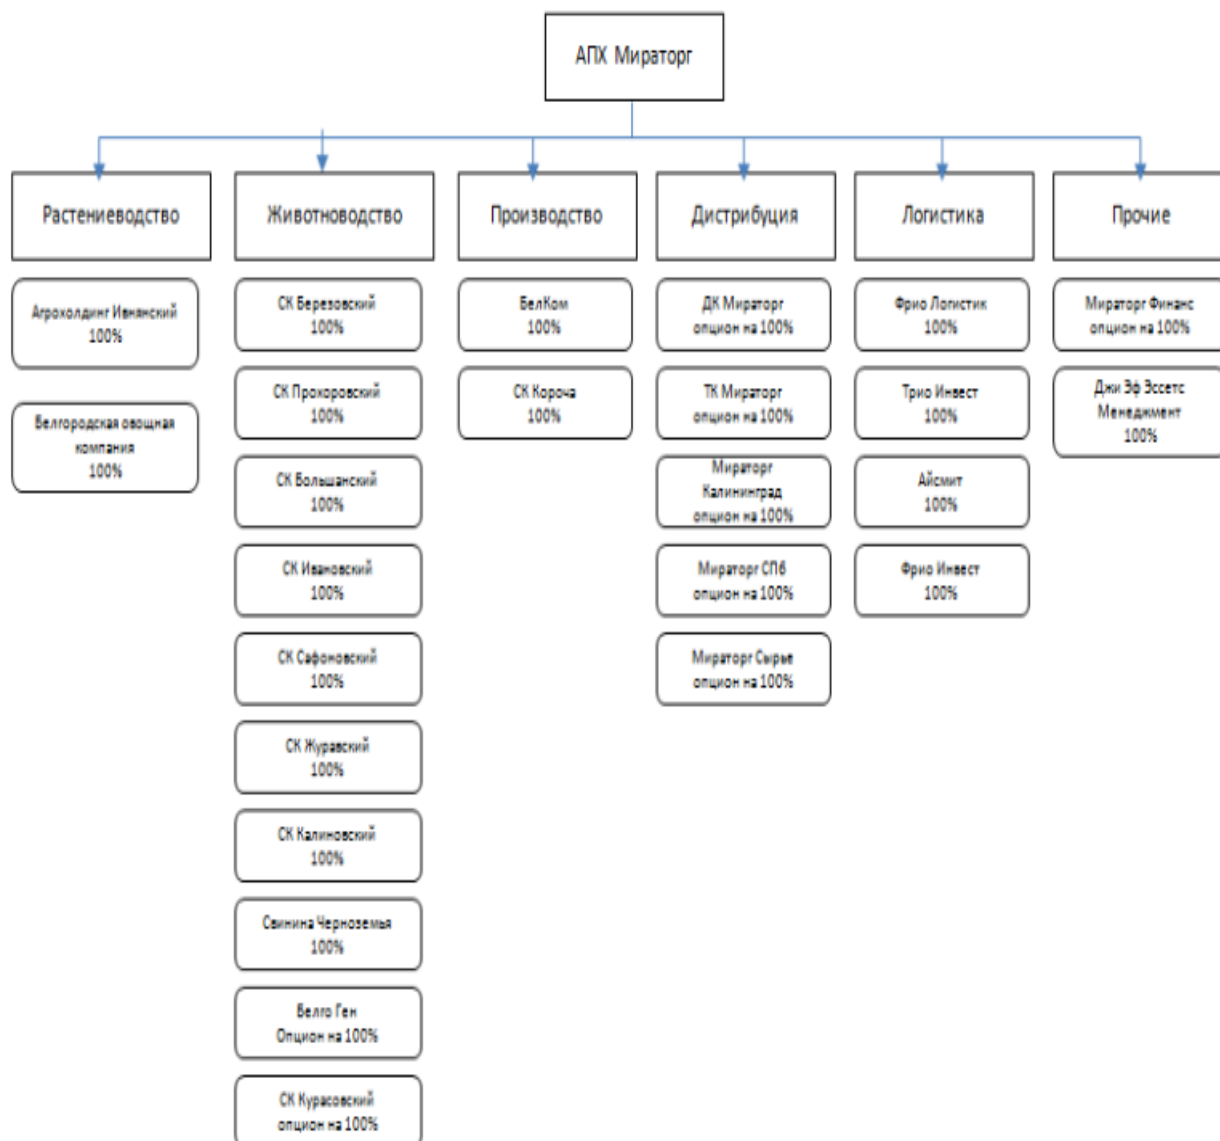 АПХ Мираторг
Растениеводство
Агрохолдинг Ивнянский
100%
Белгородская овощная
компания
100%
Животноводство
СК Березовский
100%
СК Прохоровский
100%
СК Большанский
100%
СК Ивановский
100%
СК Сафоновский
100%
СК Журавский
100%
СК Калиновский
100%
Свинина Черноземья
100%
Белго Ген
Опцион на 100%
СК Курасовский
опцион на 100%
Производство
БелКом
100%
СК Короча
100%
Дистрибуция
ДК Мираторг
опцион на 100%
ТК Мираторг
опцион на 100%
Мираторг
Калининград
опцион на 100%
Мираторг СПб
опцион на 100%
Мираторг Сырье
опцион на 100%
Логистика
Фрио Логистик
100%
Трио Инвест
100%
Айсмит
100%
Фрио Инвест
100%
Прочие
Мираторг Финанс
опцион на 100%
Джи Эф Эссетс
Менеджмент
100%